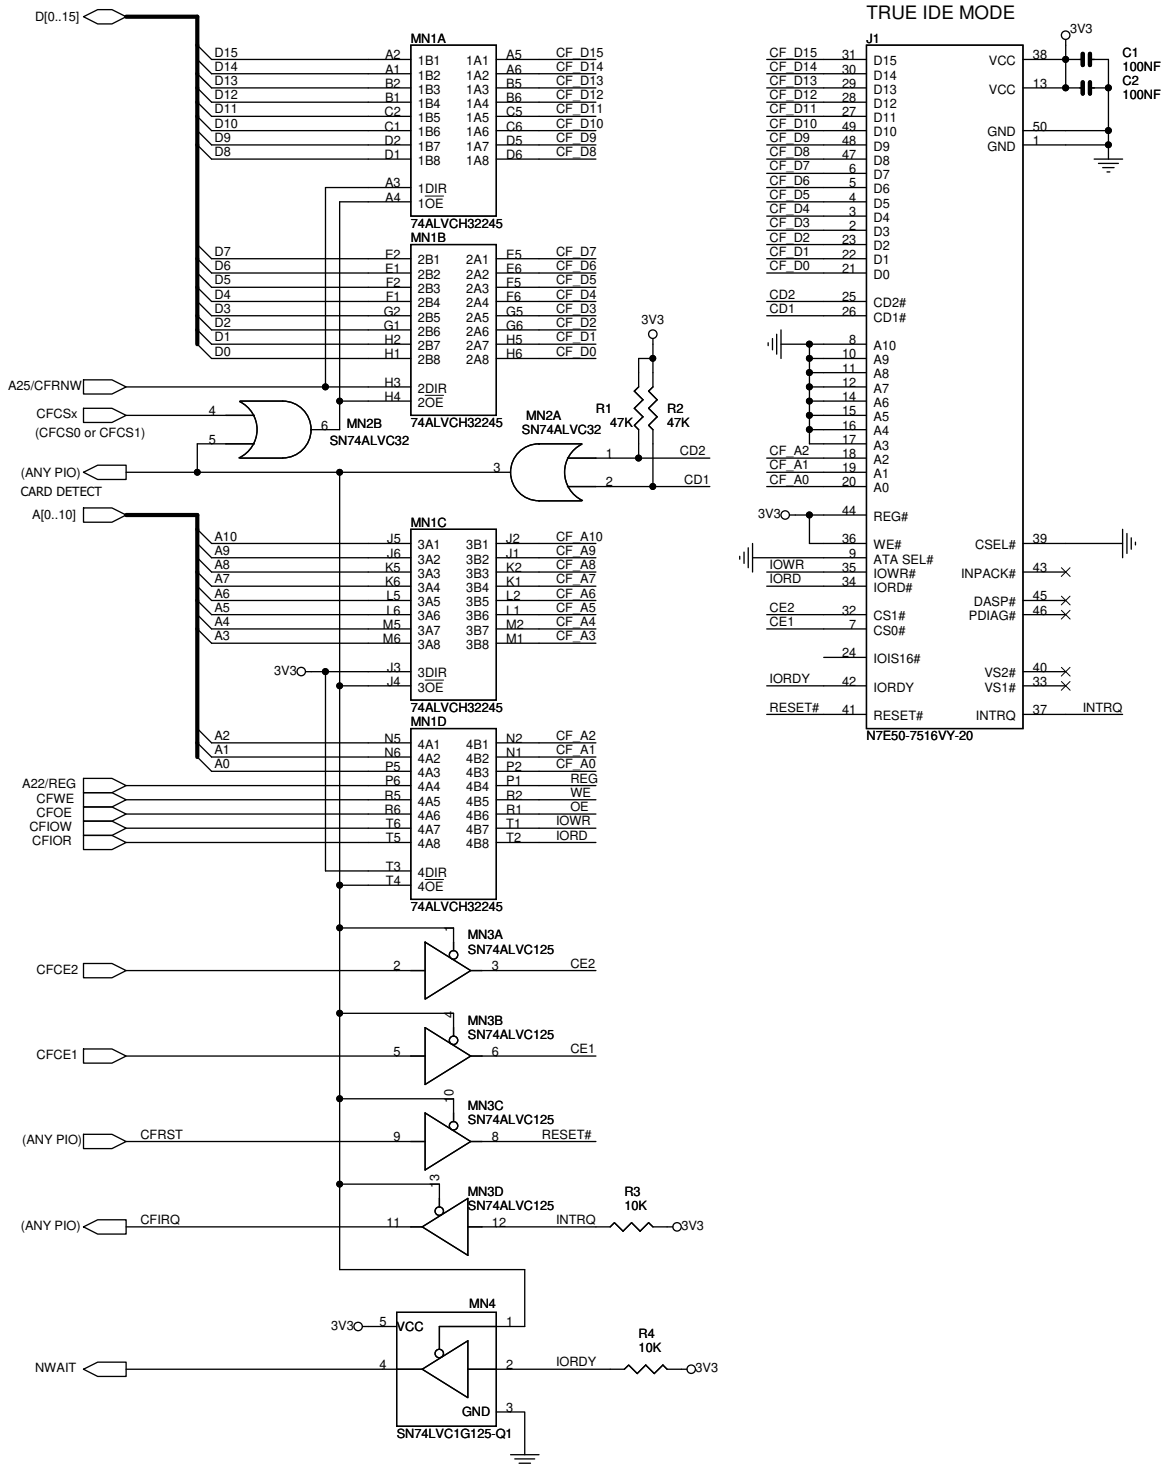 TRUE IDE MODE
D[0..15]
MN1A
D15 A2 1B1 1A1 A5 CF_D15
D14 A1 1B2 1A2 A6 CF_D14
D13 B2 1B3 1A3 B5 CF_D13
D12 B1 1B4 1A4 B6 CF_D12
D11 C2 1B5 1A5 C5 CF_D11
D10 C1 1B6 1A6 C6 CF_D10
D9 D2 1B7 1A7 D5 CF_D9
D8 D1 1B8 1A8 D6 CF_D8
A3 1DIR
A4 1OE
74ALVCH32245
MN1B
D7 E2 2B1 2A1 E5 CF_D7
D6 E1 2B2 2A2 E6 CF_D6
D5 F2 2B3 2A3 F5 CF_D5
D4 F1 2B4 2A4 F6 CF_D4
D3 G2 2B5 2A5 G5 CF_D3
D2 G1 2B6 2A6 G6 CF_D2
D1 H2 2B7 2A7 H5 CF_D1
D0 H1 2B8 2A8 H6 CF_D0
A25/CFRNW H3 2DIR
H4 2OE
74ALVCH32245
CFCSx 4
(CFCS0 or CFCS1)
5
6 MN2B
SN74ALVC32
3V3
R1
47K
R2
47K
MN2A
SN74ALVC32
1 CD2
2 CD1
3
(ANY PIO)
CARD DETECT
A[0..10]
MN1C
A10 J5 3A1 3B1 J2 CF_A10
A9 J6 3A2 3B2 J1 CF_A9
A8 K5 3A3 3B3 K2 CF_A8
A7 K6 3A4 3B4 K1 CF_A7
A6 L5 3A5 3B5 L2 CF_A6
A5 L6 3A6 3B6 L1 CF_A5
A4 M5 3A7 3B7 M2 CF_A4
A3 M6 3A8 3B8 M1 CF_A3
3V3 J3 3DIR
J4 3OE
74ALVCH32245
MN1D
A2 N5 4A1 4B1 N2 CF_A2
A1 N6 4A2 4B2 N1 CF_A1
A0 P5 4A3 4B3 P2 CF_A0
A22/REG P6 4A4 4B4 P1 REG
CFWE R5 4A5 4B5 R2 WE
CFOE R6 4A6 4B6 R1 OE
CFIOW T6 4A7 4B7 T1 IOWR
CFIOR T5 4A8 4B8 T2 IORD
T3 4DIR
T4 4OE
74ALVCH32245
1 MN3A
SN74ALVC125
CFCE2 2 3 CE2
4 MN3B
SN74ALVC125
CFCE1 5 6 CE1
10 MN3C
SN74ALVC125
(ANY PIO) CFRST 9 8 RESET#
13 MN3D
SN74ALVC125
R3
10K
(ANY PIO) CFIRQ 11 12 INTRQ 3V3
MN4
3V3 5 VCC 1
R4
10K
NWAIT 4 2 IORDY 3V3
GND 3
SN74LVC1G125-Q1
J1
3V3
CF_D15 31 D15 VCC 38
C1
100NF
CF_D14 30 D14
CF_D13 29 D13 VCC 13
C2
100NF
CF_D12 28 D12
CF_D11 27 D11
CF_D10 49 D10 GND 50
CF_D9 48 D9 GND 1
CF_D8 47 D8
CF_D7 6 D7
CF_D6 5 D6
CF_D5 4 D5
CF_D4 3 D4
CF_D3 2 D3
CF_D2 23 D2
CF_D1 22 D1
CF_D0 21 D0
CD2 25 CD2#
CD1 26 CD1#
8 A10
10 A9
11 A8
12 A7
14 A6
15 A5
16 A4
17 A3
CF_A2 18 A2
CF_A1 19 A1
CF_A0 20 A0
3V3 44 REG#
36 WE# CSEL# 39
9 ATA SEL#
IOWR 35 IOWR# INPACK# 43
IORD 34 IORD#
DASP# 45
CE2 32 CS1# PDIAG# 46
CE1 7 CS0#
24 IOIS16#
VS2# 40
IORDY 42 IORDY VS1# 33
RESET# 41 RESET# INTRQ 37 INTRQ
N7E50-7516VY-20